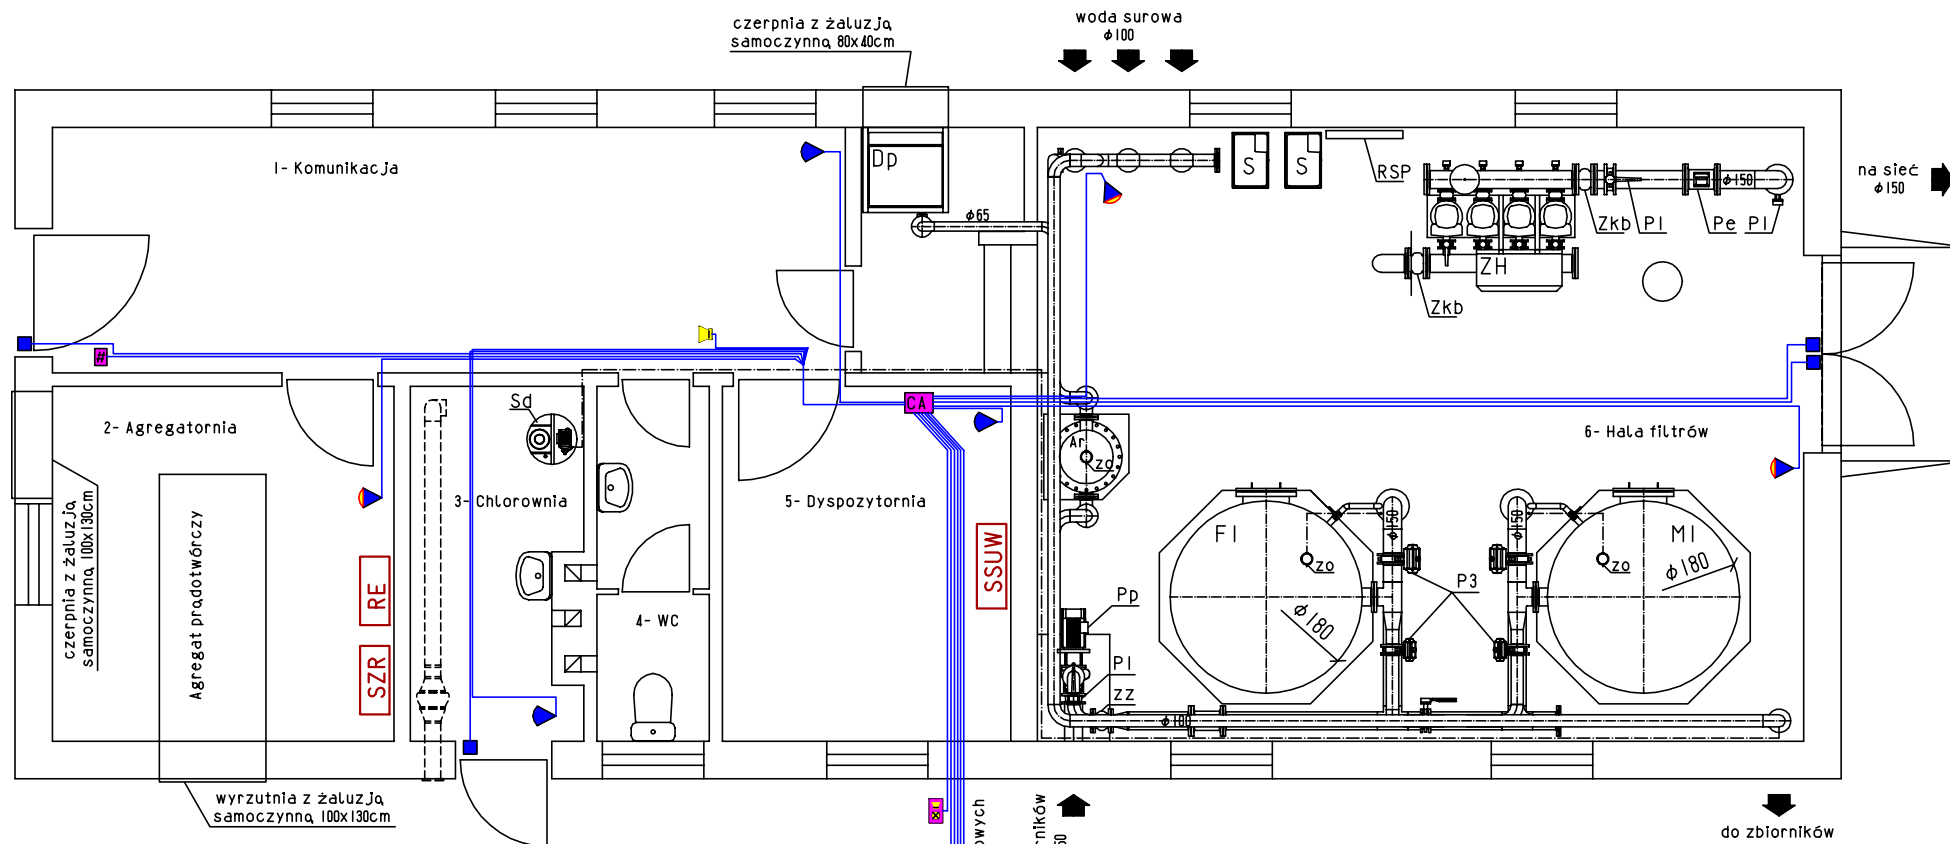 czerpnia z żaluzją
samoczynną 80x40cm
woda surowa
ϕ100
1- Komunikacja
Dp
ϕ65
S
S
RSP
ϕ150
Zkb
P1
Pe
P1
na sieć
ϕ150
ZH
Zkb
#
CA
2- Agregatornia
Sd
3- Chlorownia
5- Dyspozytornia
Ar
zo
6- Hala filtrów
czerpnia z żaluzją
samoczynną 100x130cm
Agregat prądotwórczy
RE
SZR
4- WC
SSUW
F1
zo
ϕ180
ϕ150
ϕ150
P3
M1
zo
ϕ180
Pp
P1
ZZ
ϕ100
wyrzutnia z żaluzją
samoczynną 100x130cm
do zbiorników